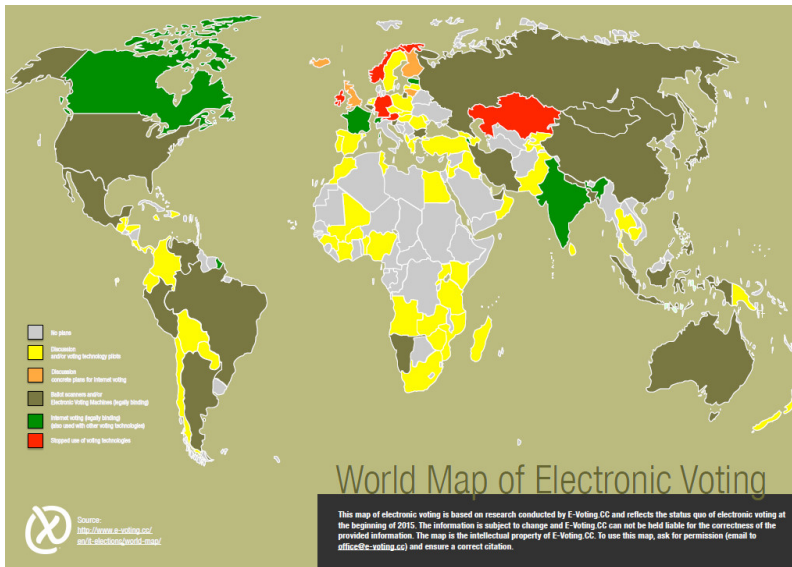 No plans
Discussion
and/or voting technology pilots
Discussion
concrete plans for internet voting
Ballot scanners and/or
Electronic Voting Machines (legally binding)
Internet voting (legally binding)
(also used with other voting technologies)
Stopped use of voting technologies
World Map of Electronic Voting
Source:
http://www.e-voting.cc/
en/it-elections/world-map/
This map of electronic voting is based on research conducted by E-Voting.CC and reflects the status quo of electronic voting at
the beginning of 2015. The information is subject to change and E-Voting.CC can not be held liable for the correctness of the
provided information. The map is the intellectual property of E-Voting.CC. To use this map, ask for permission (email to
office@e-voting.cc) and ensure a correct citation.